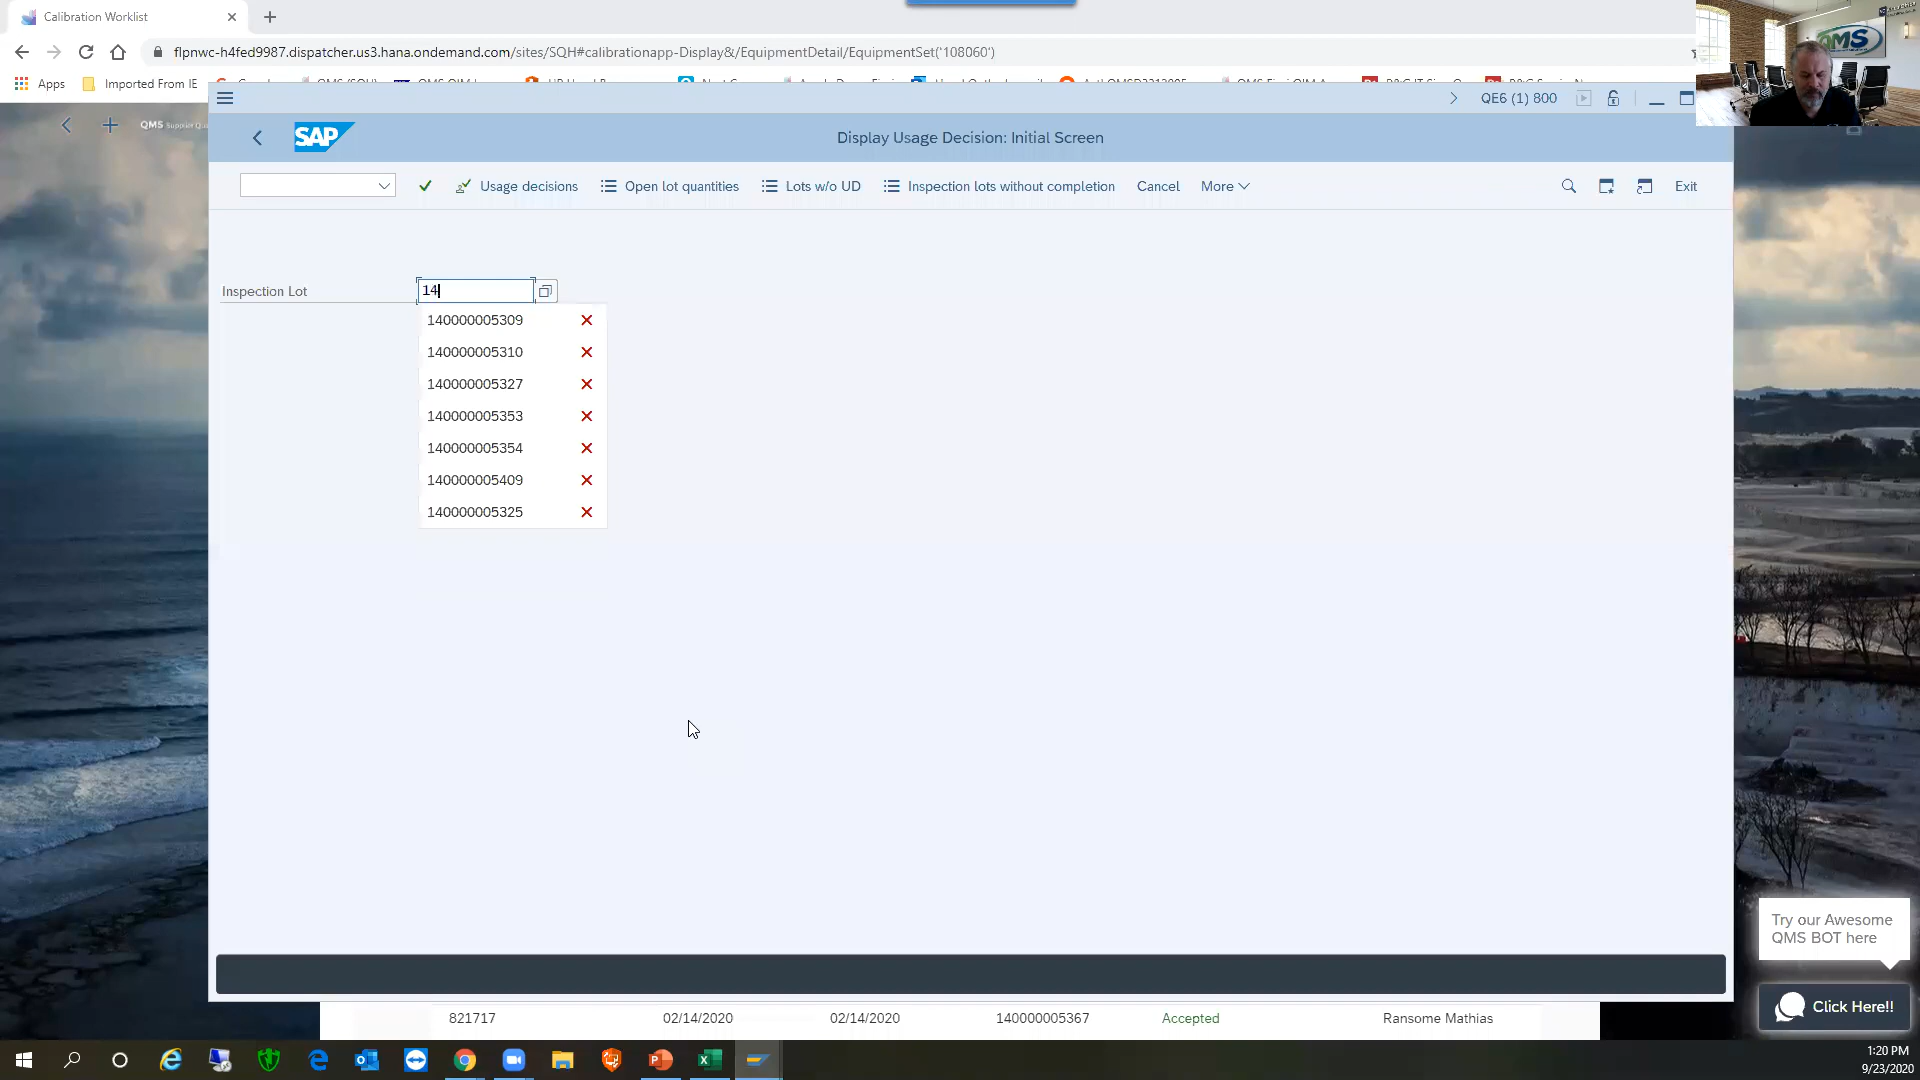 Calibration Worklist
flpnwc-h4fed9987.dispatcher.us3.hana.ondemand.com/sites/SQH#calibrationapp-Display&/EquipmentDetail/EquipmentSet('108060')
Apps
Imported From IE
QE6 (1) 800
QMS
SAP
Display Usage Decision: Initial Screen
Usage decisions
Open lot quantities
Lots w/o UD
Inspection lots without completion
Cancel
More
Exit
Inspection Lot
14
140000005309
140000005310
140000005327
140000005353
140000005354
140000005409
140000005325
Try our Awesome
QMS BOT here
Click Here!!
821717 02/14/2020 02/14/2020 140000005367 Accepted Ransome Mathias
1:20 PM
9/23/2020